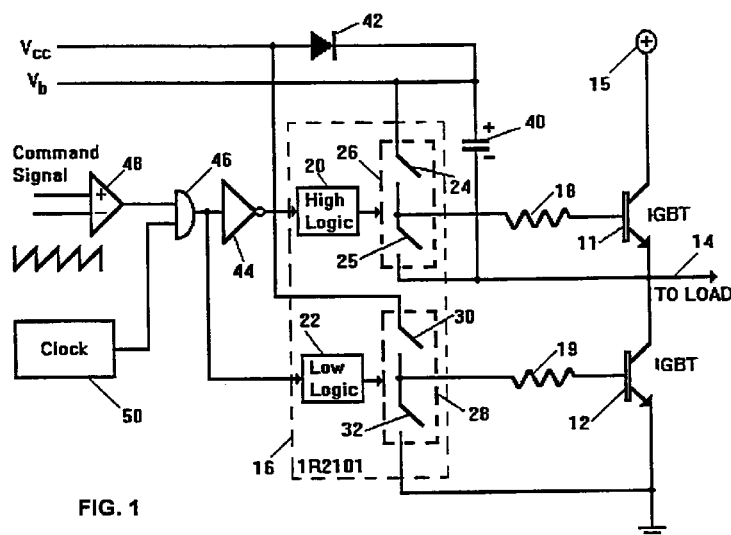 42
15
Vcc
Vb
Command
Signal
48
46
20
26
+
40
-
24
18
+
-
High
Logic
IGBT
44
25
11
14
TO LOAD
Clock
22
30
Low
Logic
19
IGBT
50
32
28
12
16
1R2101
FIG. 1